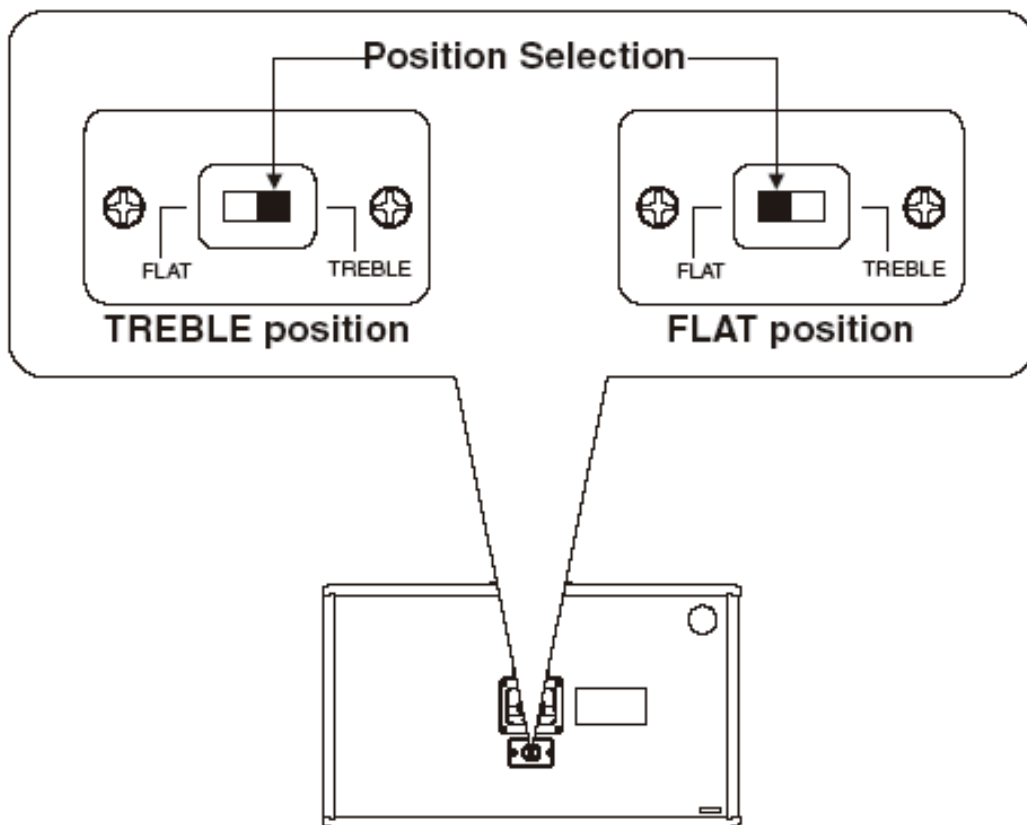 Position Selection
FLAT
TREBLE
FLAT
TREBLE
TREBLE position
FLAT position